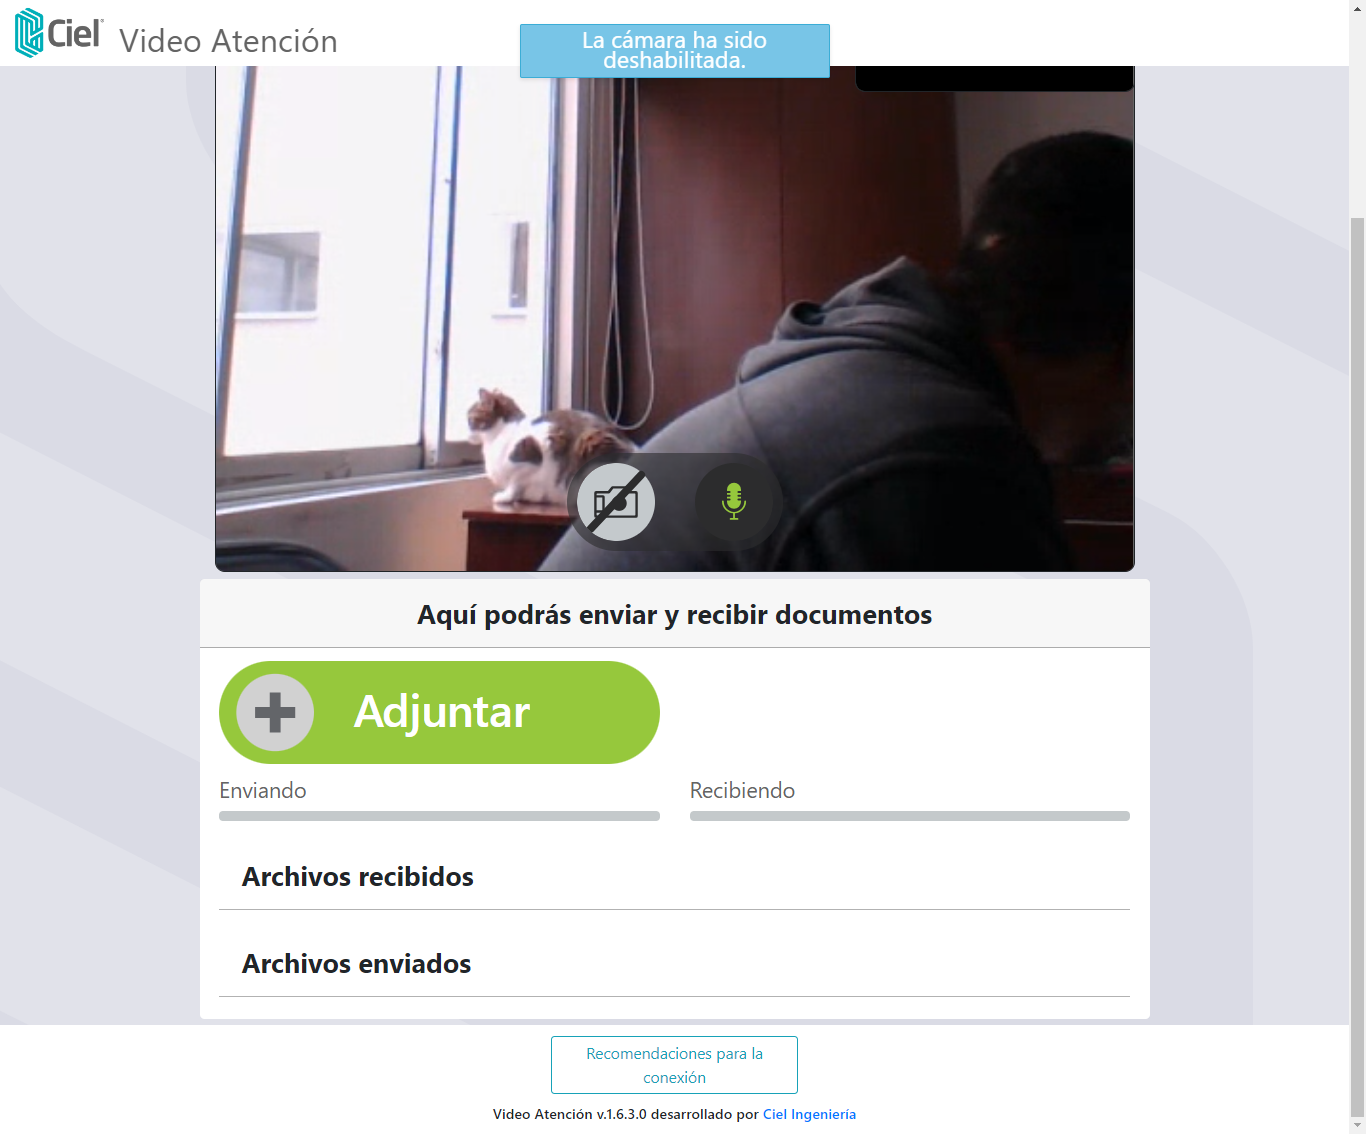 Ciel
Video Atención
La cámara ha sido
deshabilitada.
Aquí podrás enviar y recibir documentos
Adjuntar
Enviando
Recibiendo
Archivos recibidos
Archivos enviados
Recomendaciones para la
conexión
Video Atención v.1.6.3.0 desarrollado por Ciel Ingeniería